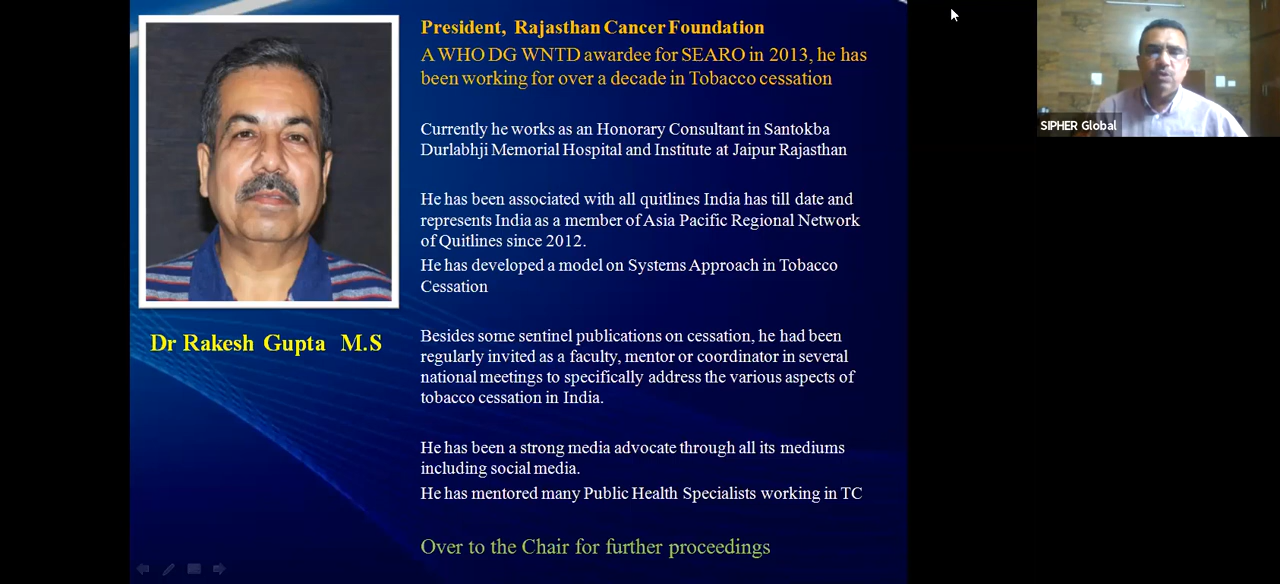 President, Rajasthan Cancer Foundation
A WHO DG WNTD awardee for SEARO in 2013, he has
been working for over a decade in Tobacco cessation
Currently he works as an Honorary Consultant in Santokba
Durlabhji Memorial Hospital and Institute at Jaipur Rajasthan
He has been associated with all quitlines India has till date and
represents India as a member of Asia Pacific Regional Network
of Quitlines since 2012.
He has developed a model on Systems Approach in Tobacco
Cessation
Besides some sentinel publications on cessation, he had been
regularly invited as a faculty, mentor or coordinator in several
national meetings to specifically address the various aspects of
tobacco cessation in India.
He has been a strong media advocate through all its mediums
including social media.
He has mentored many Public Health Specialists working in TC
Over to the Chair for further proceedings
Dr Rakesh Gupta M.S
SIPHER Global